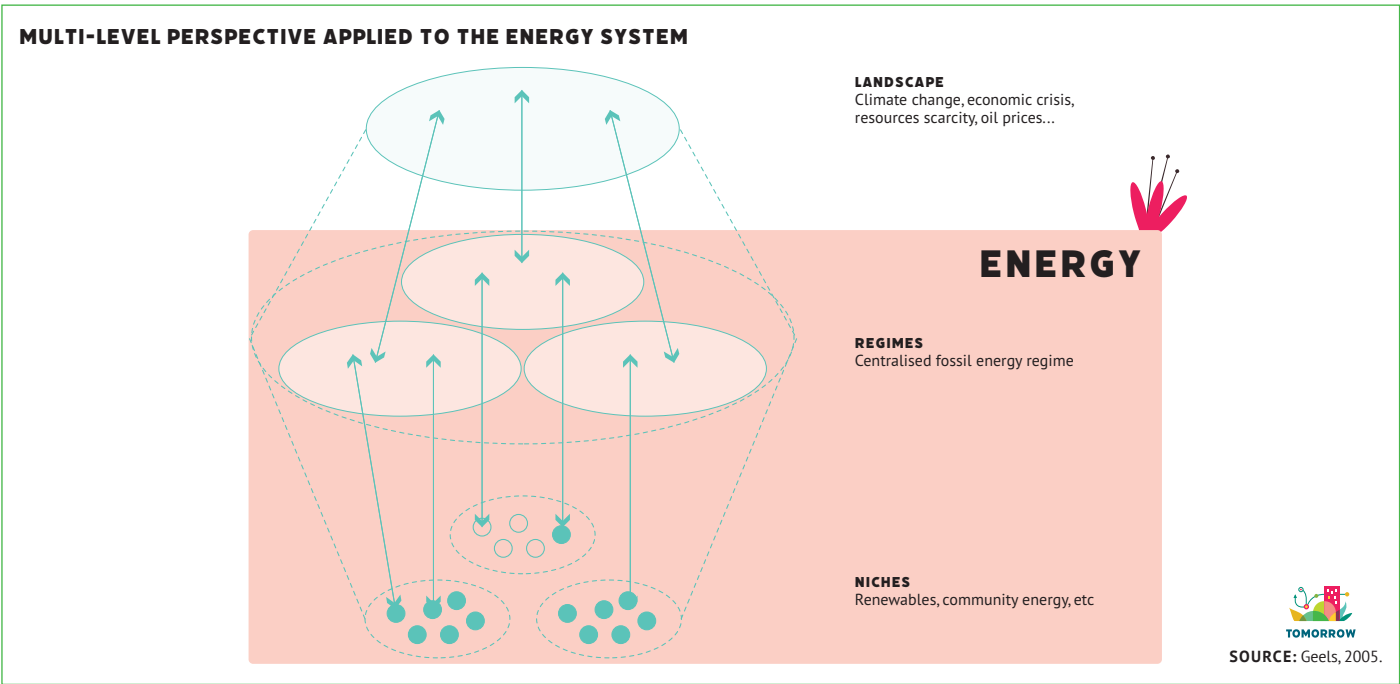 MULTI-LEVEL PERSPECTIVE APPLIED TO THE ENERGY SYSTEM
LANDSCAPE
Climate change, economic crisis,
resources scarcity, oil prices...
ENERGY
REGIMES
Centralised fossil energy regime
NICHES
Renewables, community energy, etc
TOMORROW
SOURCE: Geels, 2005.